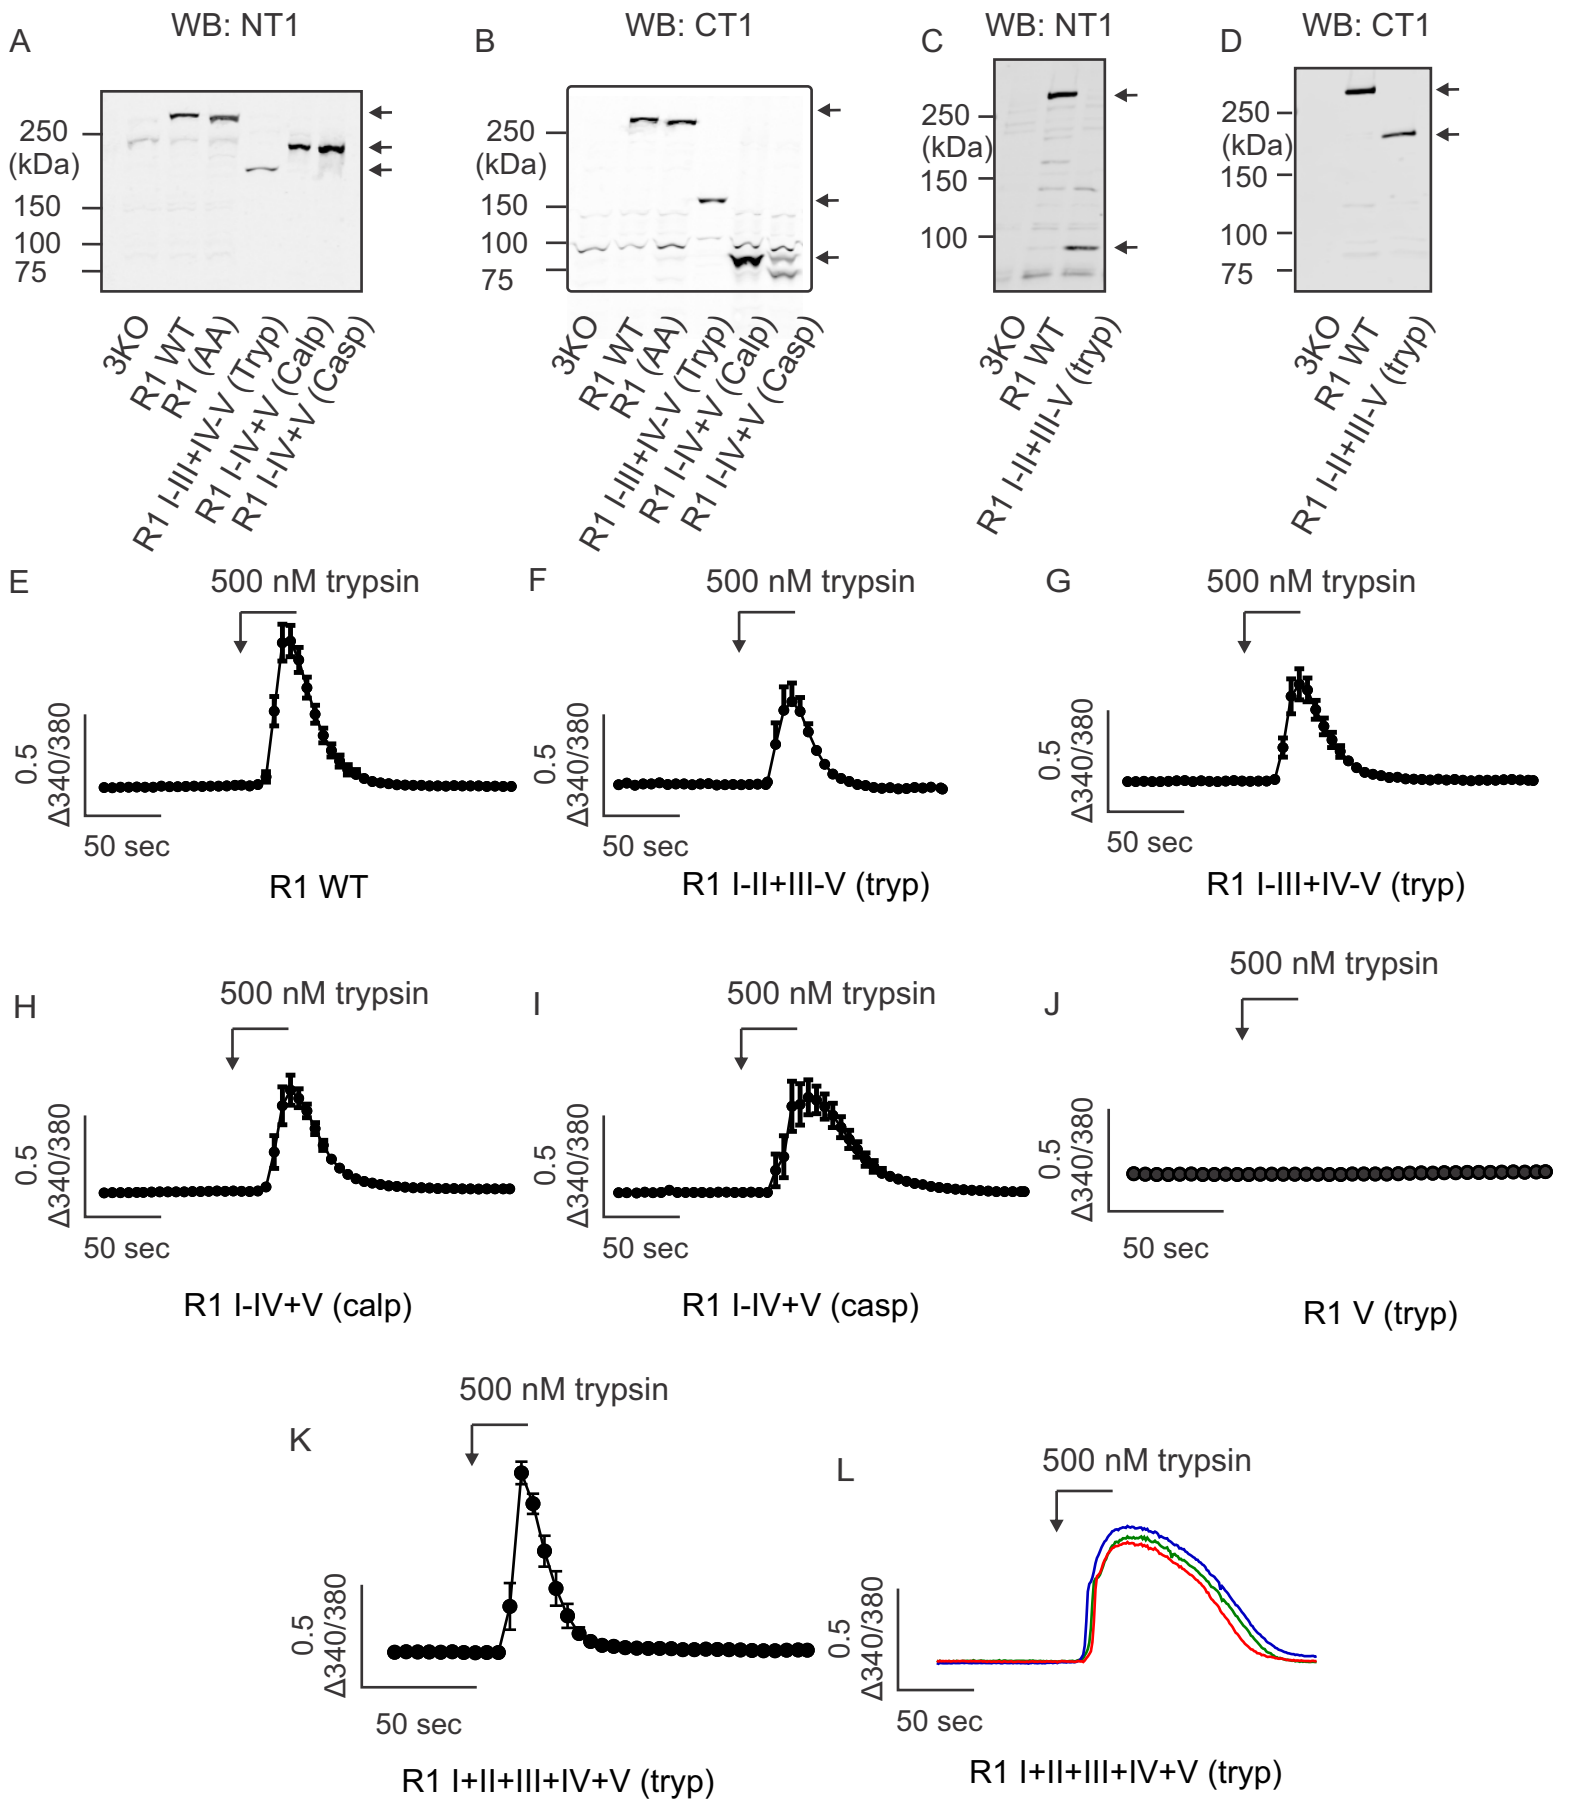 A
WB: NT1
250
(kDa)
150
100
75
3KO
R1 WT
R1 (AA)
R1 I-III+IV-V (Tryp)
R1 I-IV+V (Calp)
R1 I-IV+V (Casp)
B
WB: CT1
250
(kDa)
150
100
75
3KO
R1 WT
R1 (AA)
R1 I-III+IV-V (Tryp)
R1 I-IV+V (Calp)
R1 I-IV+V (Casp)
C
WB: NT1
250
(kDa)
150
100
3KO
R1 WT
R1 I-II+III-V (tryp)
D
WB: CT1
250
(kDa)
150
100
75
3KO
R1 WT
R1 I-II+III-V (tryp)
E
500 nM trypsin
0.5
Δ340/380
50 sec
R1 WT
F
500 nM trypsin
0.5
Δ340/380
50 sec
R1 I-II+III-V (tryp)
G
500 nM trypsin
0.5
Δ340/380
50 sec
R1 I-III+IV-V (tryp)
H
500 nM trypsin
0.5
Δ340/380
50 sec
R1 I-IV+V (calp)
I
500 nM trypsin
0.5
Δ340/380
50 sec
R1 I-IV+V (casp)
J
500 nM trypsin
0.5
Δ340/380
50 sec
R1 V (tryp)
K
500 nM trypsin
0.5
Δ340/380
50 sec
R1 I+II+III+IV+V (tryp)
L
500 nM trypsin
0.5
Δ340/380
50 sec
R1 I+II+III+IV+V (tryp)